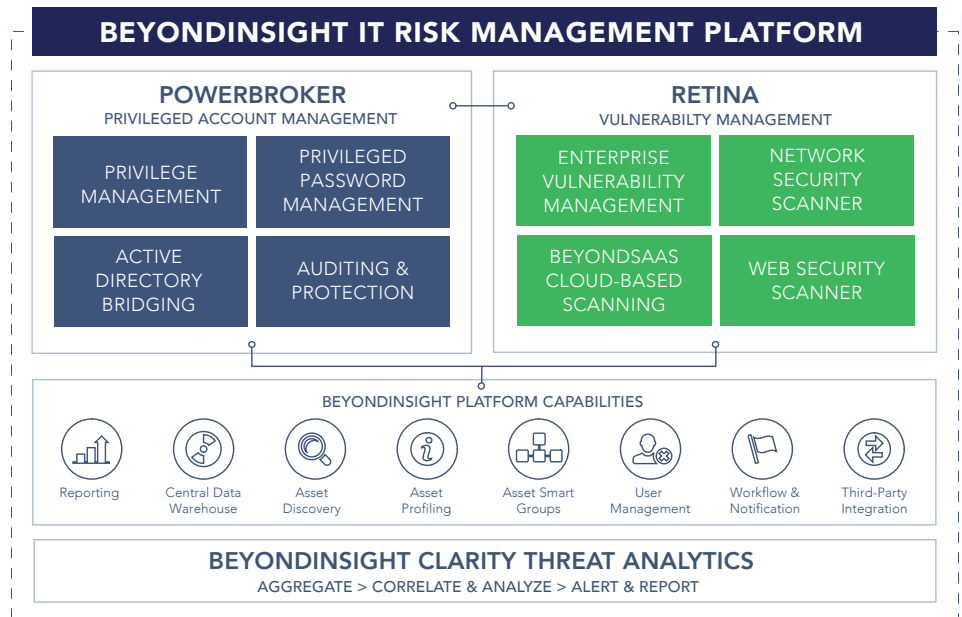 BEYONDINSIGHT IT RISK MANAGEMENT PLATFORM
POWERBROKER
PRIVILEGED ACCOUNT MANAGEMENT
PRIVILEGE
MANAGEMENT
PRIVILEGED
PASSWORD
MANAGEMENT
ACTIVE
DIRECTORY
BRIDGING
AUDITING &
PROTECTION
RETINA
VULNERABILTY MANAGEMENT
ENTERPRISE
VULNERABILITY
MANAGEMENT
NETWORK
SECURITY
SCANNER
BEYONDSAAS
CLOUD-BASED
SCANNING
WEB SECURITY
SCANNER
BEYONDINSIGHT PLATFORM CAPABILITIES
Reporting
Central Data
Warehouse
Asset
Discovery
Asset
Profiling
Asset Smart
Groups
User
Management
Workflow &
Notification
Third-Party
Integration
BEYONDINSIGHT CLARITY THREAT ANALYTICS
AGGREGATE > CORRELATE & ANALYZE > ALERT & REPORT